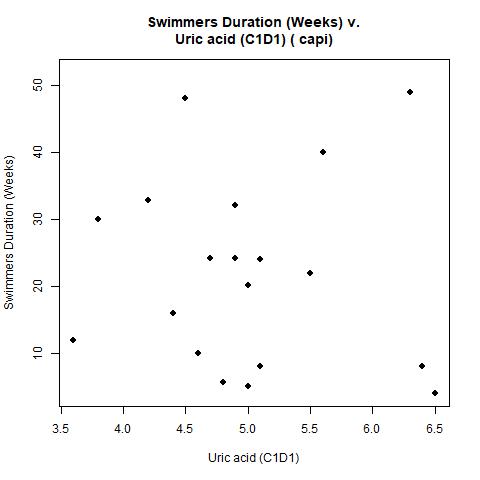 Swimmers Duration (Weeks) v.
Uric acid (C1D1) ( capi)
Swimmers Duration (Weeks)
50
40
30
20
10
3.5 4.0 4.5 5.0 5.5 6.0 6.5
Uric acid (C1D1)